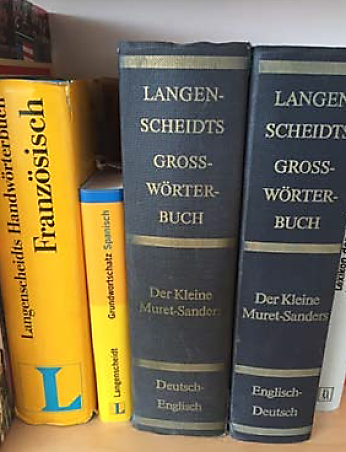 Langenscheidts Handwörterbuch
Französisch
L
Grundwortschatz Spanisch
Langenscheidt
L
LANGEN-
SCHEIDTS
GROSS-
WÖRTER-
BUCH
Der Kleine
Muret-Sanders
Deutsch-
Englisch
LANGEN
SCHEIDTS
GROSS-
WÖRTER-
BUCH
Der Kleine
Muret-Sanders
Englisch-
Deutsch
Lexikon